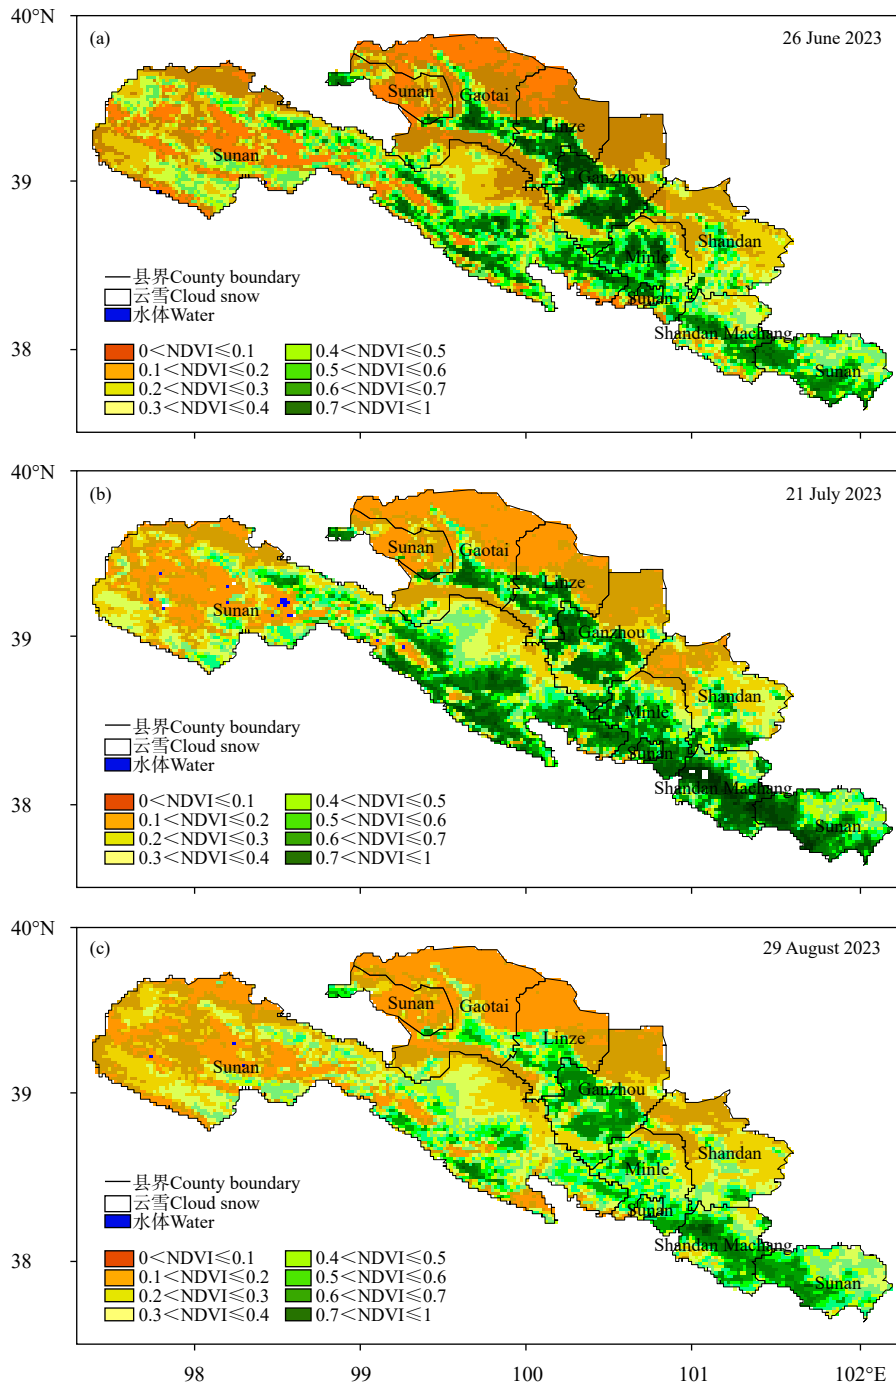 40°N
(a)
26 June 2023
Sunan
Gaotai
Linze
Sunan
39
Ganzhou
Shandan
Minle
县界County boundary
云雪Cloud snow
水体Water
Sunan
Shandan Machang
38
0＜NDVI≤0.1
0.4＜NDVI≤0.5
0.1＜NDVI≤0.2
0.5＜NDVI≤0.6
0.2＜NDVI≤0.3
0.6＜NDVI≤0.7
0.3＜NDVI≤0.4
0.7＜NDVI≤1
Sunan
40°N
(b)
21 July 2023
Sunan
Gaotai
Linze
Sunan
39
Ganzhou
Shandan
Minle
县界County boundary
云雪Cloud snow
水体Water
Sunan
Shandan Machang
38
0＜NDVI≤0.1
0.4＜NDVI≤0.5
0.1＜NDVI≤0.2
0.5＜NDVI≤0.6
0.2＜NDVI≤0.3
0.6＜NDVI≤0.7
0.3＜NDVI≤0.4
0.7＜NDVI≤1
Sunan
40°N
(c)
29 August 2023
Sunan
Gaotai
Linze
Sunan
39
Ganzhou
Shandan
Minle
县界County boundary
云雪Cloud snow
水体Water
Sunan
Shandan Machang
38
0＜NDVI≤0.1
0.4＜NDVI≤0.5
0.1＜NDVI≤0.2
0.5＜NDVI≤0.6
0.2＜NDVI≤0.3
0.6＜NDVI≤0.7
0.3＜NDVI≤0.4
0.7＜NDVI≤1
Sunan
98
99
100
101
102°E